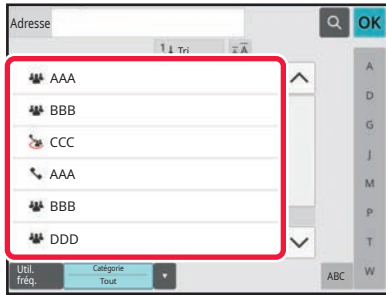 Adresse
OK
Tri
AAA
BBB
CCC
AAA
BBB
DDD
A
D
G
J
M
P
T
W
Util.
fréq.
Catégorie
Tout
ABC